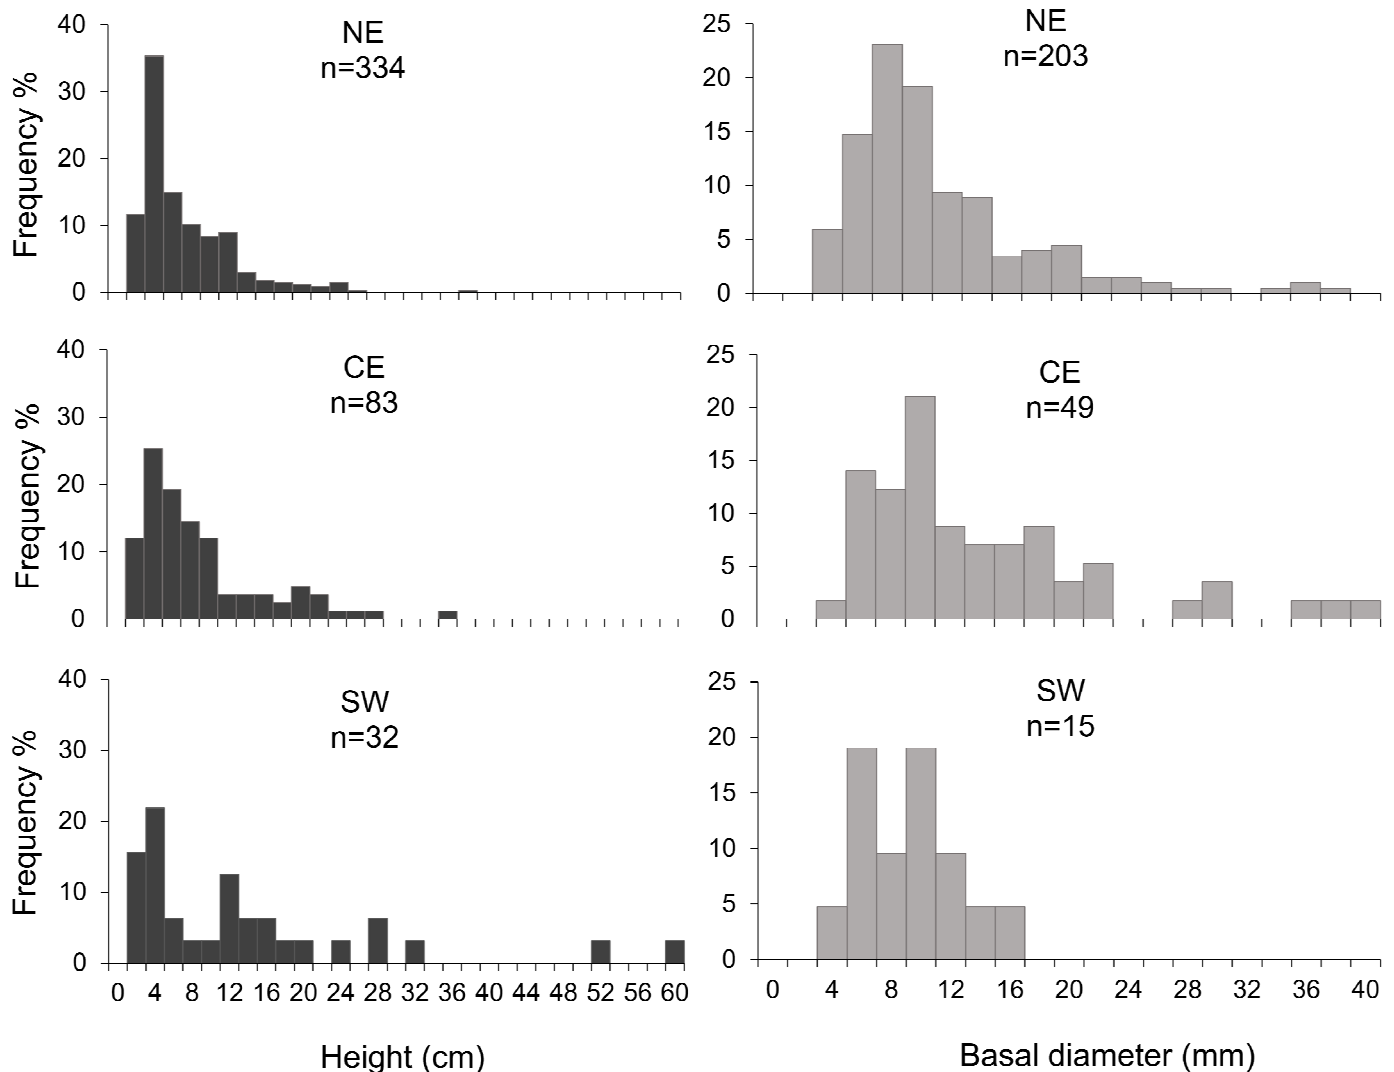 NE
n=334
Frequency %
40
30
20
10
0
NE
n=203
25
20
15
10
5
0
CE
n=83
Frequency %
40
30
20
10
0
CE
n=49
25
20
15
10
5
0
SW
n=32
Frequency %
40
30
20
10
0
0 4 8 12 16 20 24 28 32 36 40 44 48 52 56 60
Height (cm)
SW
n=15
25
20
15
10
5
0
0 4 8 12 16 20 24 28 32 36 40
Basal diameter (mm)